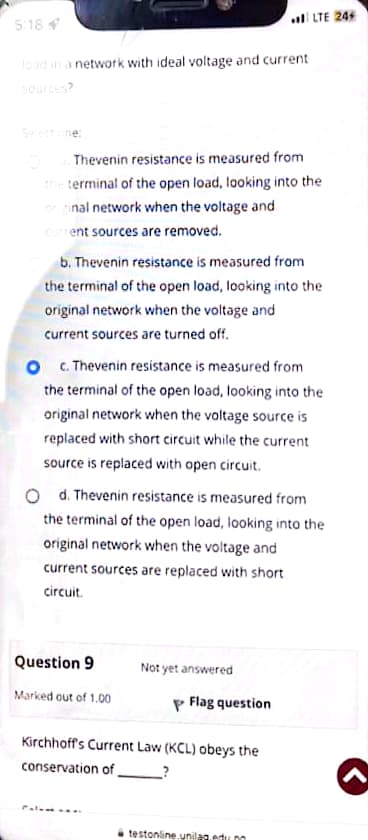 5:18
LTE 24
load in a network with ideal voltage and current
sources?
Select one:
. Thevenin resistance is measured from
the terminal of the open load, looking into the
nal network when the voltage and
ent sources are removed.
b. Thevenin resistance is measured from
the terminal of the open load, looking into the
original network when the voltage and
current sources are turned off.
c. Thevenin resistance is measured from
the terminal of the open load, looking into the
original network when the voltage source is
replaced with short circuit while the current
source is replaced with open circuit.
d. Thevenin resistance is measured from
the terminal of the open load, looking into the
original network when the voltage and
current sources are replaced with short
circuit.
Question 9
Not yet answered
Marked out of 1.00
Flag question
Kirchhoff's Current Law (KCL) obeys the
conservation of ______?
testonline.unilag.edu.ng